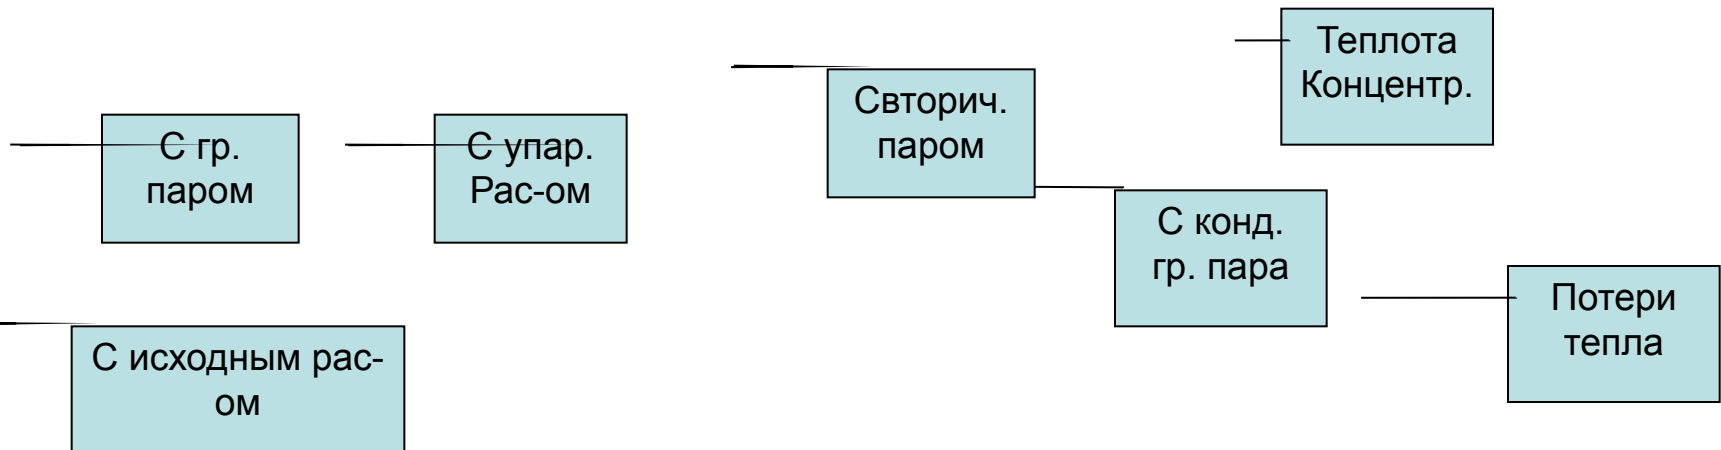 С гр.
паром
С упар.
Рас-ом
Свторич.
паром
Теплота
Концентр.
С конд.
гр. пара
Потери
тепла
С исходным рас-
ом